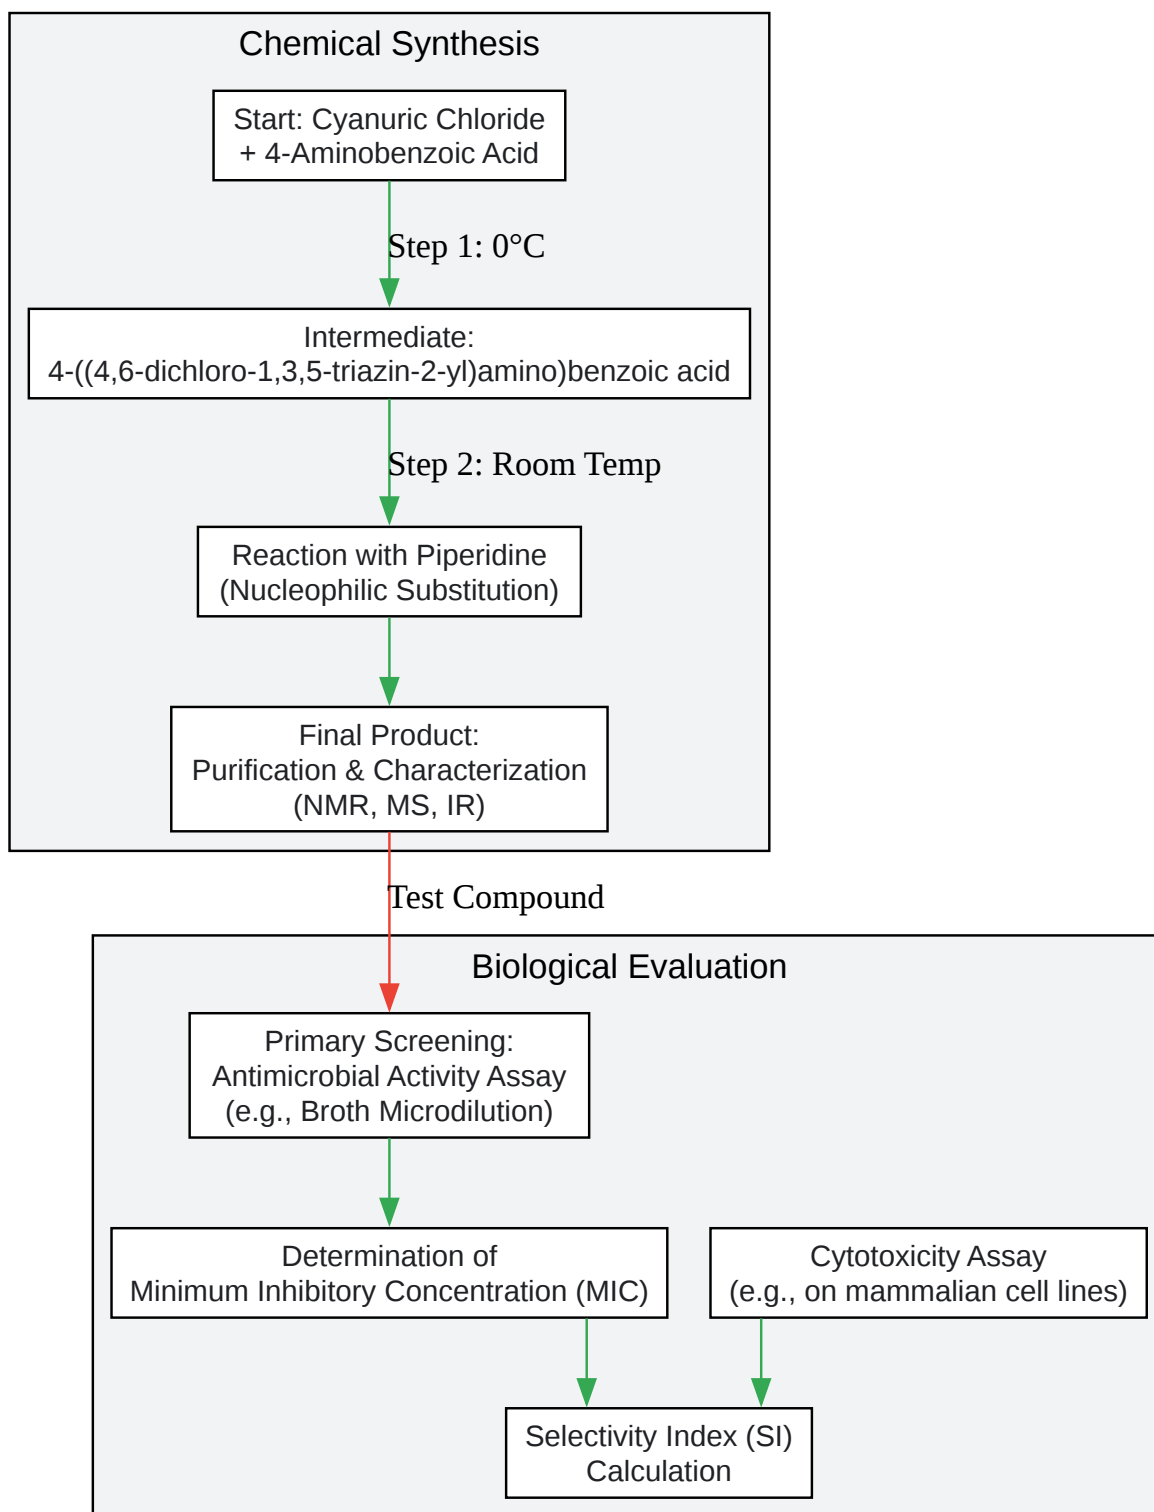 Chemical Synthesis
Start: Cyanuric Chloride
+ 4-Aminobenzoic Acid
Step 1: 0°C
Intermediate:
4-((4,6-dichloro-1,3,5-triazin-2-yl)amino)benzoic acid
Step 2: Room Temp
Reaction with Piperidine
(Nucleophilic Substitution)
Final Product:
Purification & Characterization
(NMR, MS, IR)
Test Compound
Biological Evaluation
Primary Screening:
Antimicrobial Activity Assay
(e.g., Broth Microdilution)
Determination of
Minimum Inhibitory Concentration (MIC)
Cytotoxicity Assay
(e.g., on mammalian cell lines)
Selectivity Index (SI)
Calculation